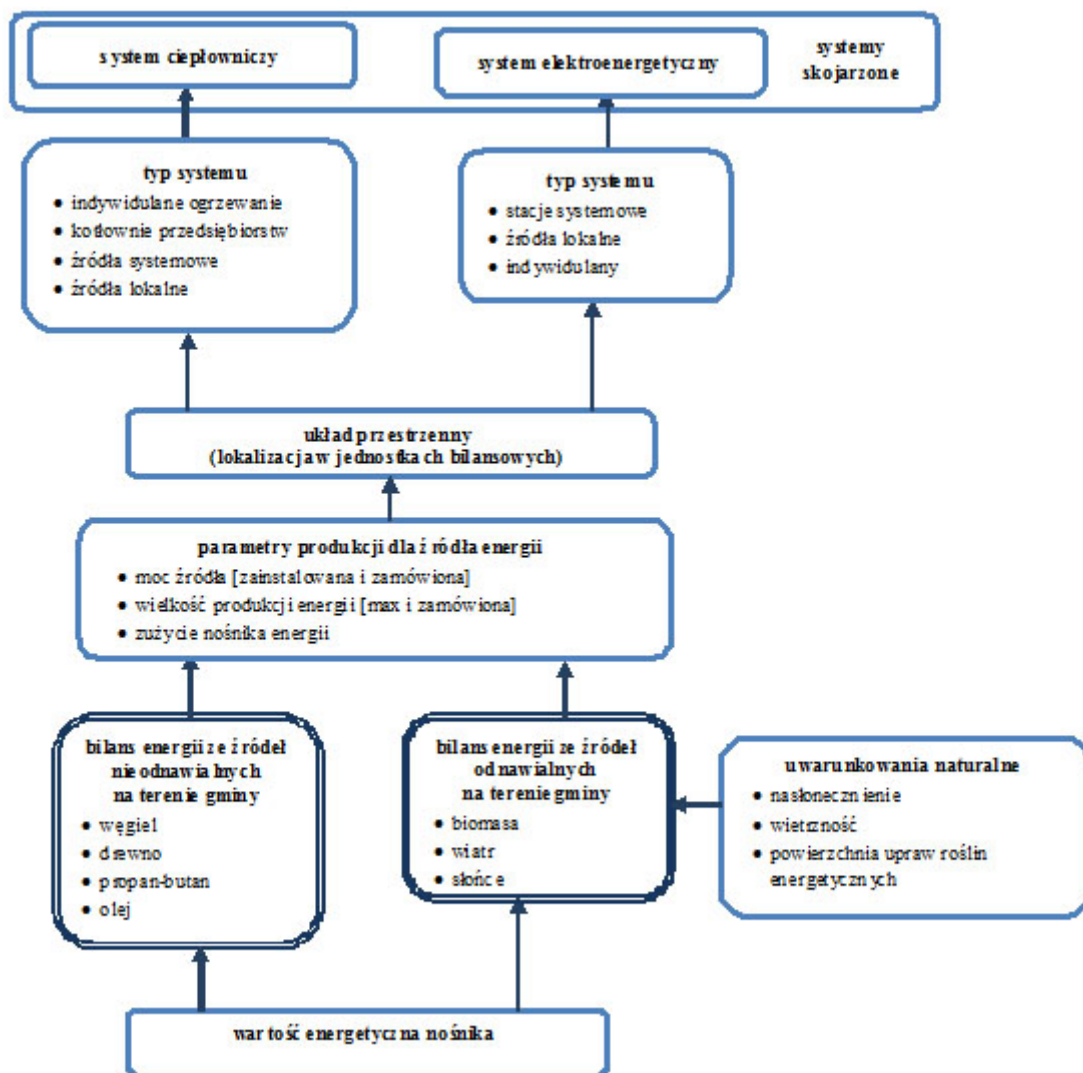 system ciepłowniczy
system elektroenergetyczny
systemy
skojarzone
typ systemu
• indywidulane ogrzewanie
• kotłownie przedsiębiorstw
• źródła systemowe
• źródła lokalne
typ systemu
• stacje systemowe
• źródła lokalne
• indywidulany
układ przestrzenny
(lokalizacja w jednostkach bilansowych)
parametry produkcji dla źródła energii
• moc źródła [zainstalowana i zamówiona]
• wielkość produkcji energii [max i zamówiona]
• zużycie nośnika energii
bilans energii ze źródeł
nieodnawialnych
na terenie gminy
• węgiel
• drewno
• propan-butan
• olej
bilans energii ze źródeł
odnawialnych
na terenie gminy
• biomasa
• wiatr
• słońce
uwarunkowania naturalne
• nasłonecznienie
• wietrzność
• powierzchnia upraw roślin
energetycznych
wartość energetyczna nośnika